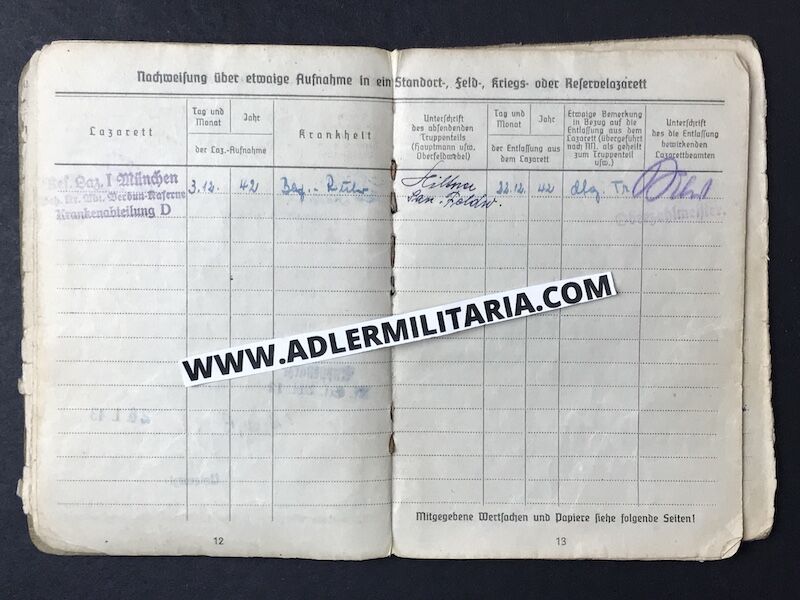 Nachweisung über etwaige Aufnahme in ein Standort-, Feld-, Kriegs- oder Reservelazarett
Lazarett
Tag und
Monat
Jahr
der Laz.-Aufnahme
Krankheit
Unterschrift
des absendenden
Truppenteils
(Hauptmann usw.
Oberfeldwebel)
Tag und
Monat
Jahr
der Entlassung aus
dem Lazarett
Etwaige Bemerkung
in Bezug auf die
Entlassung aus dem
Lazarett (übergeführt
nach N., als geheilt
zum Truppenteil
usw.)
Unterschrift
des die Entlassung
bewirkenden
Lazarettbeamten
Res. Laz. I München
Verdun-Kaserne
Krankenabteilung D
3.12. 42
22.12. 42
WWW.ADLERMILITARIA.COM
Mitgegebene Wertsachen und Papiere siehe folgende Seiten!
12
13